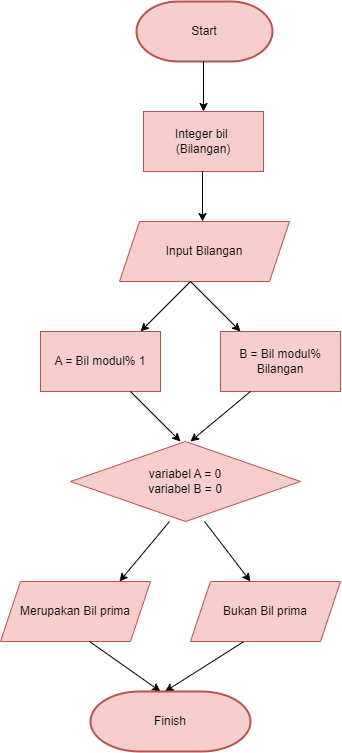 Start
Integer bil
(Bilangan)
Input Bilangan
A = Bil modul% 1
B = Bil modul%
Bilangan
variabel A = 0
variabel B = 0
Merupakan Bil prima
Bukan Bil prima
Finish